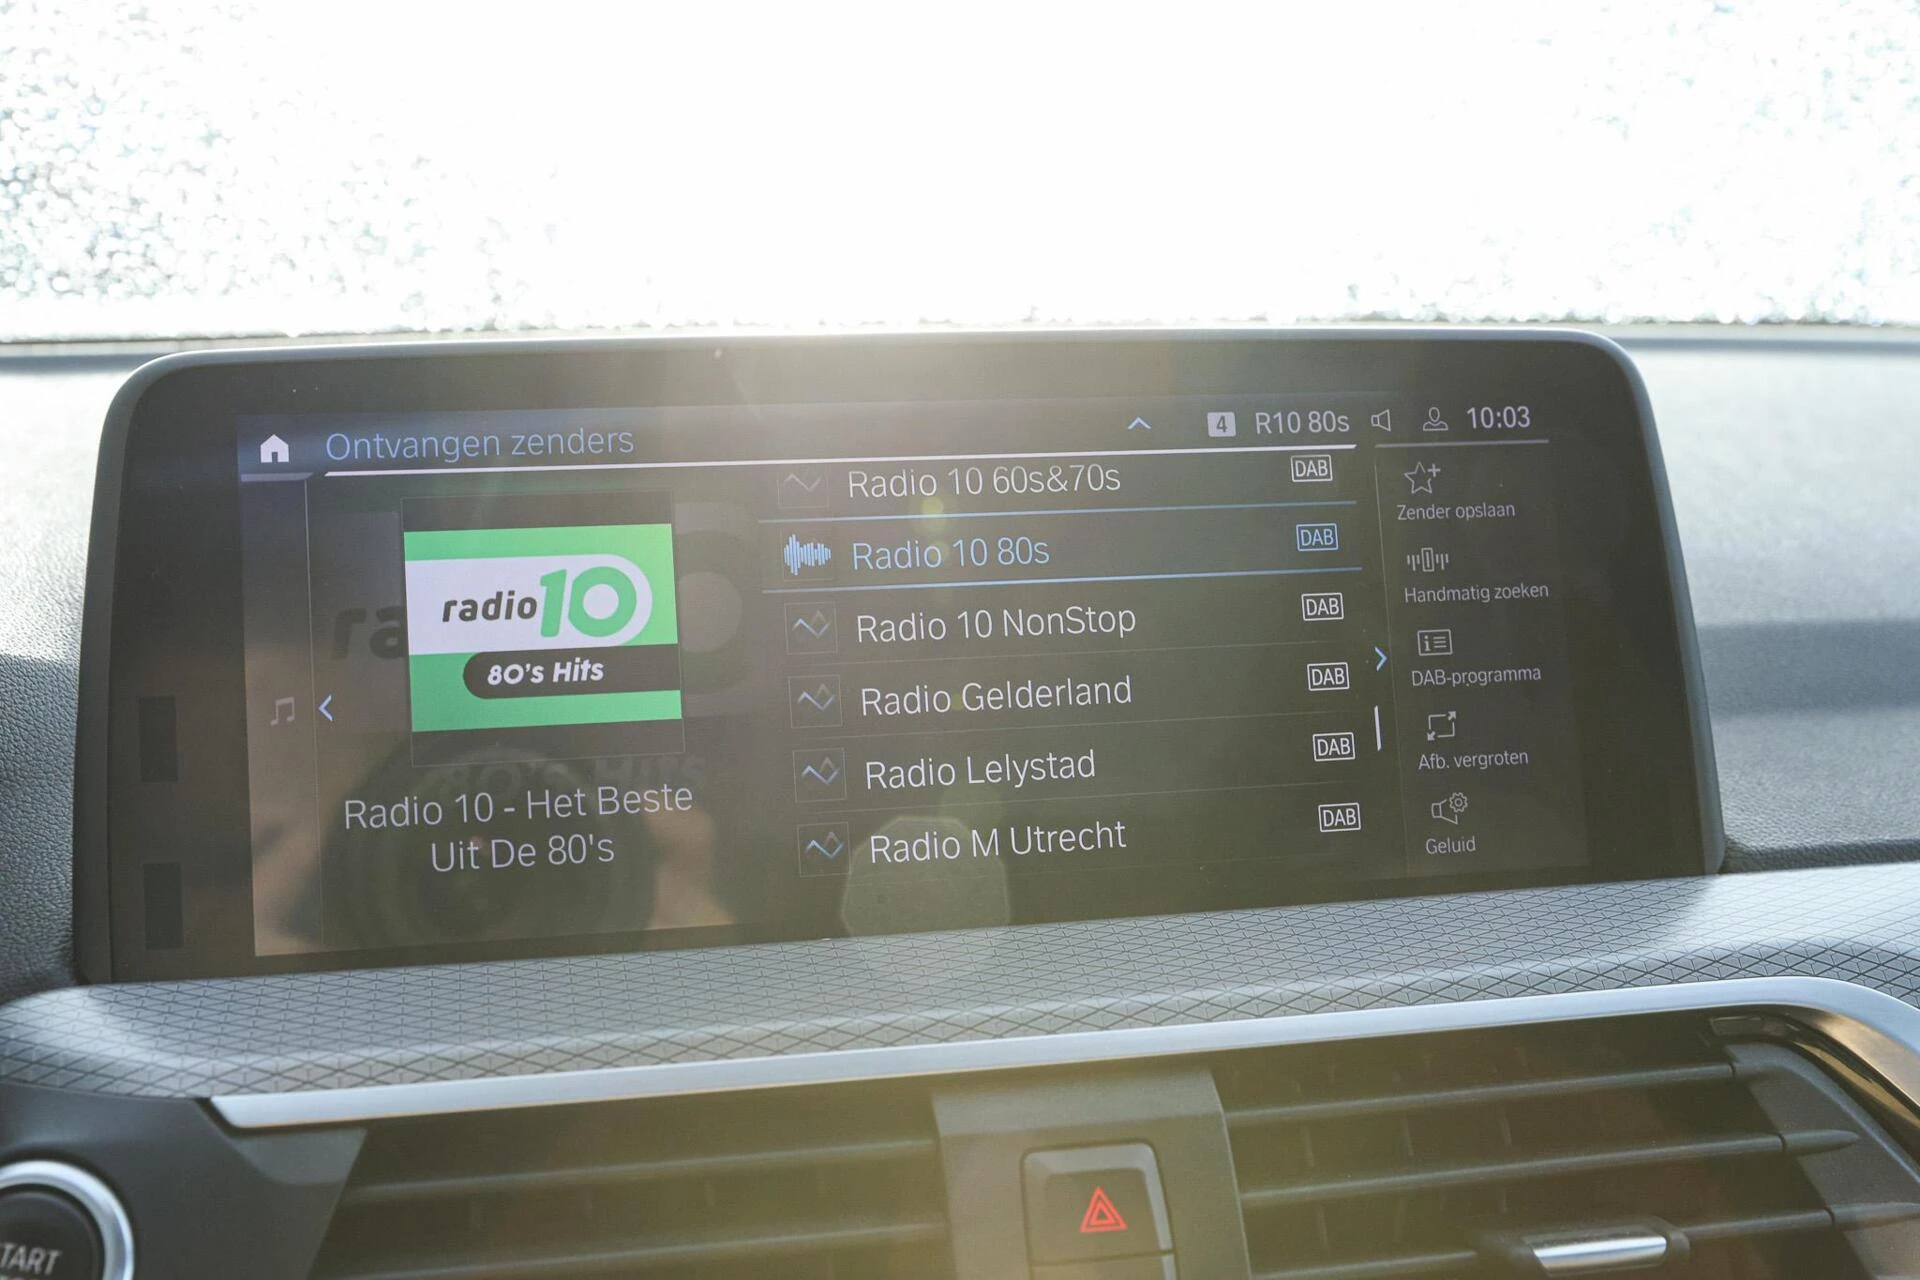 Ontvangen zenders
4 R10 80s 10:03
radio10
80's Hits
Radio 10 - Het Beste
Uit De 80's
Radio 10 60s&70s DAB
Radio 10 80s DAB
Radio 10 NonStop DAB
Radio Gelderland DAB
Radio Lelystad DAB
Radio M Utrecht DAB
Zender opslaan
Handmatig zoeken
DAB-programma
Afb. vergroten
Geluid